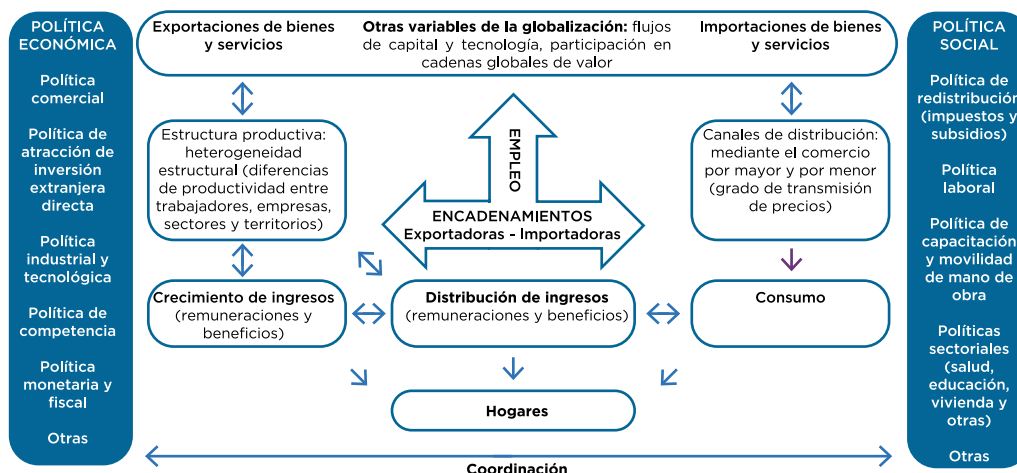 POLÍTICA
ECONÓMICA
Política
comercial
Política de
atracción de
inversión
extranjera
directa
Política
industrial y
tecnológica
Política de
competencia
Política
monetaria y
fiscal
Otras
Exportaciones de bienes
y servicios
Otras variables de la globalización: flujos
de capital y tecnología, participación en
cadenas globales de valor
Importaciones de bienes
y servicios
Estructura productiva:
heterogeneidad
estructural (diferencias
de productividad entre
trabajadores, empresas,
sectores y territorios)
EMPLEO
ENCADENAMIENTOS
Exportadoras - Importadoras
Canales de distribución:
mediante el comercio
por mayor y por menor
(grado de transmisión
de precios)
Crecimiento de ingresos
(remuneraciones y
beneficios)
Distribución de ingresos
(remuneraciones y beneficios)
Consumo
Hogares
Coordinación
POLÍTICA
SOCIAL
Política de
redistribución
(impuestos y
subsidios)
Política
laboral
Política de
capacitación
y movilidad
de mano de
obra
Políticas
sectoriales
(salud,
educación,
vivienda y
otras)
Otras